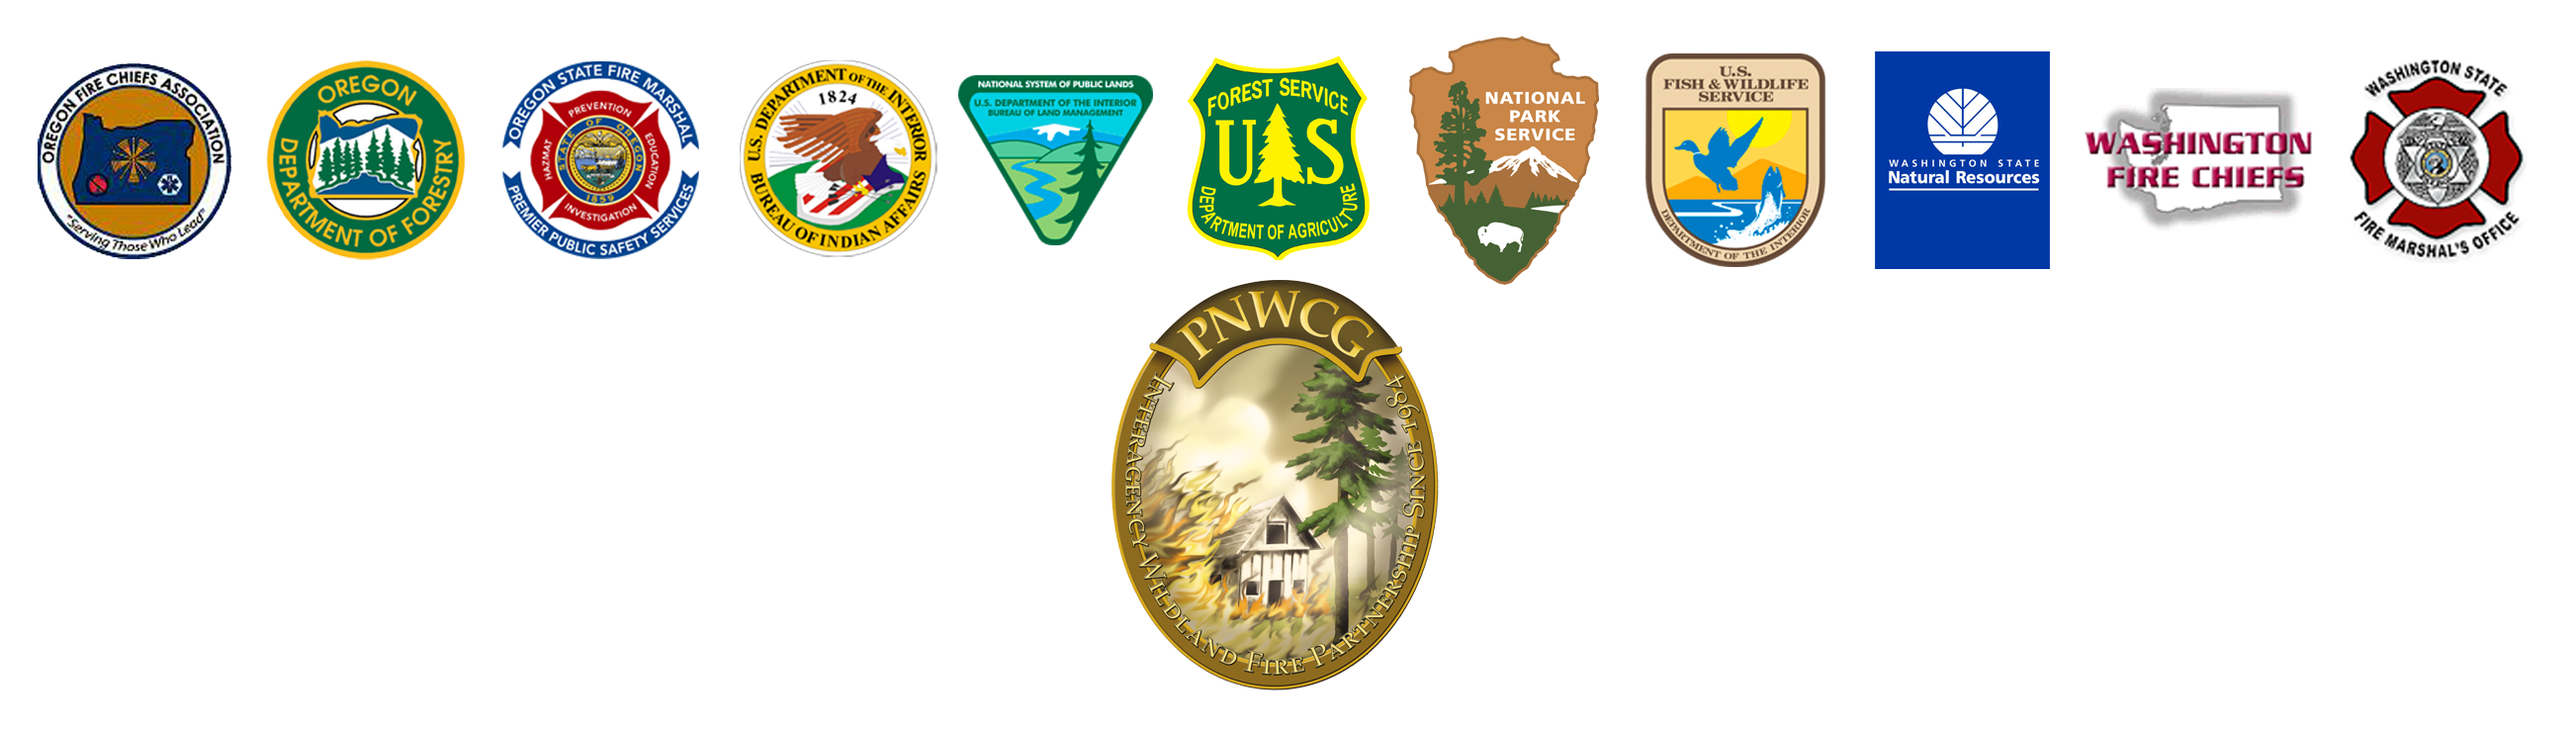 OREGON FIRE CHIEFS ASSOCIATION
"Serving Those Who Lead"
OREGON
DEPARTMENT OF FORESTRY
OREGON STATE FIRE MARSHAL
PREVENTION
HAZMAT
EDUCATION
INVESTIGATION
STATE OF OREGON
1859
PREMIER PUBLIC SAFETY SERVICES
U.S. DEPARTMENT OF THE INTERIOR
1824
BUREAU OF INDIAN AFFAIRS
NATIONAL SYSTEM OF PUBLIC LANDS
U.S. DEPARTMENT OF THE INTERIOR
BUREAU OF LAND MANAGEMENT
FOREST SERVICE
U S
DEPARTMENT OF AGRICULTURE
NATIONAL
PARK
SERVICE
U.S.
FISH & WILDLIFE
SERVICE
DEPARTMENT OF THE INTERIOR
WASHINGTON STATE
Natural Resources
WASHINGTON
FIRE CHIEFS
WASHINGTON STATE
FIRE MARSHAL'S OFFICE
PNWCG
INTERAGENCY WILDLAND FIRE PARTNERSHIP SINCE 1984